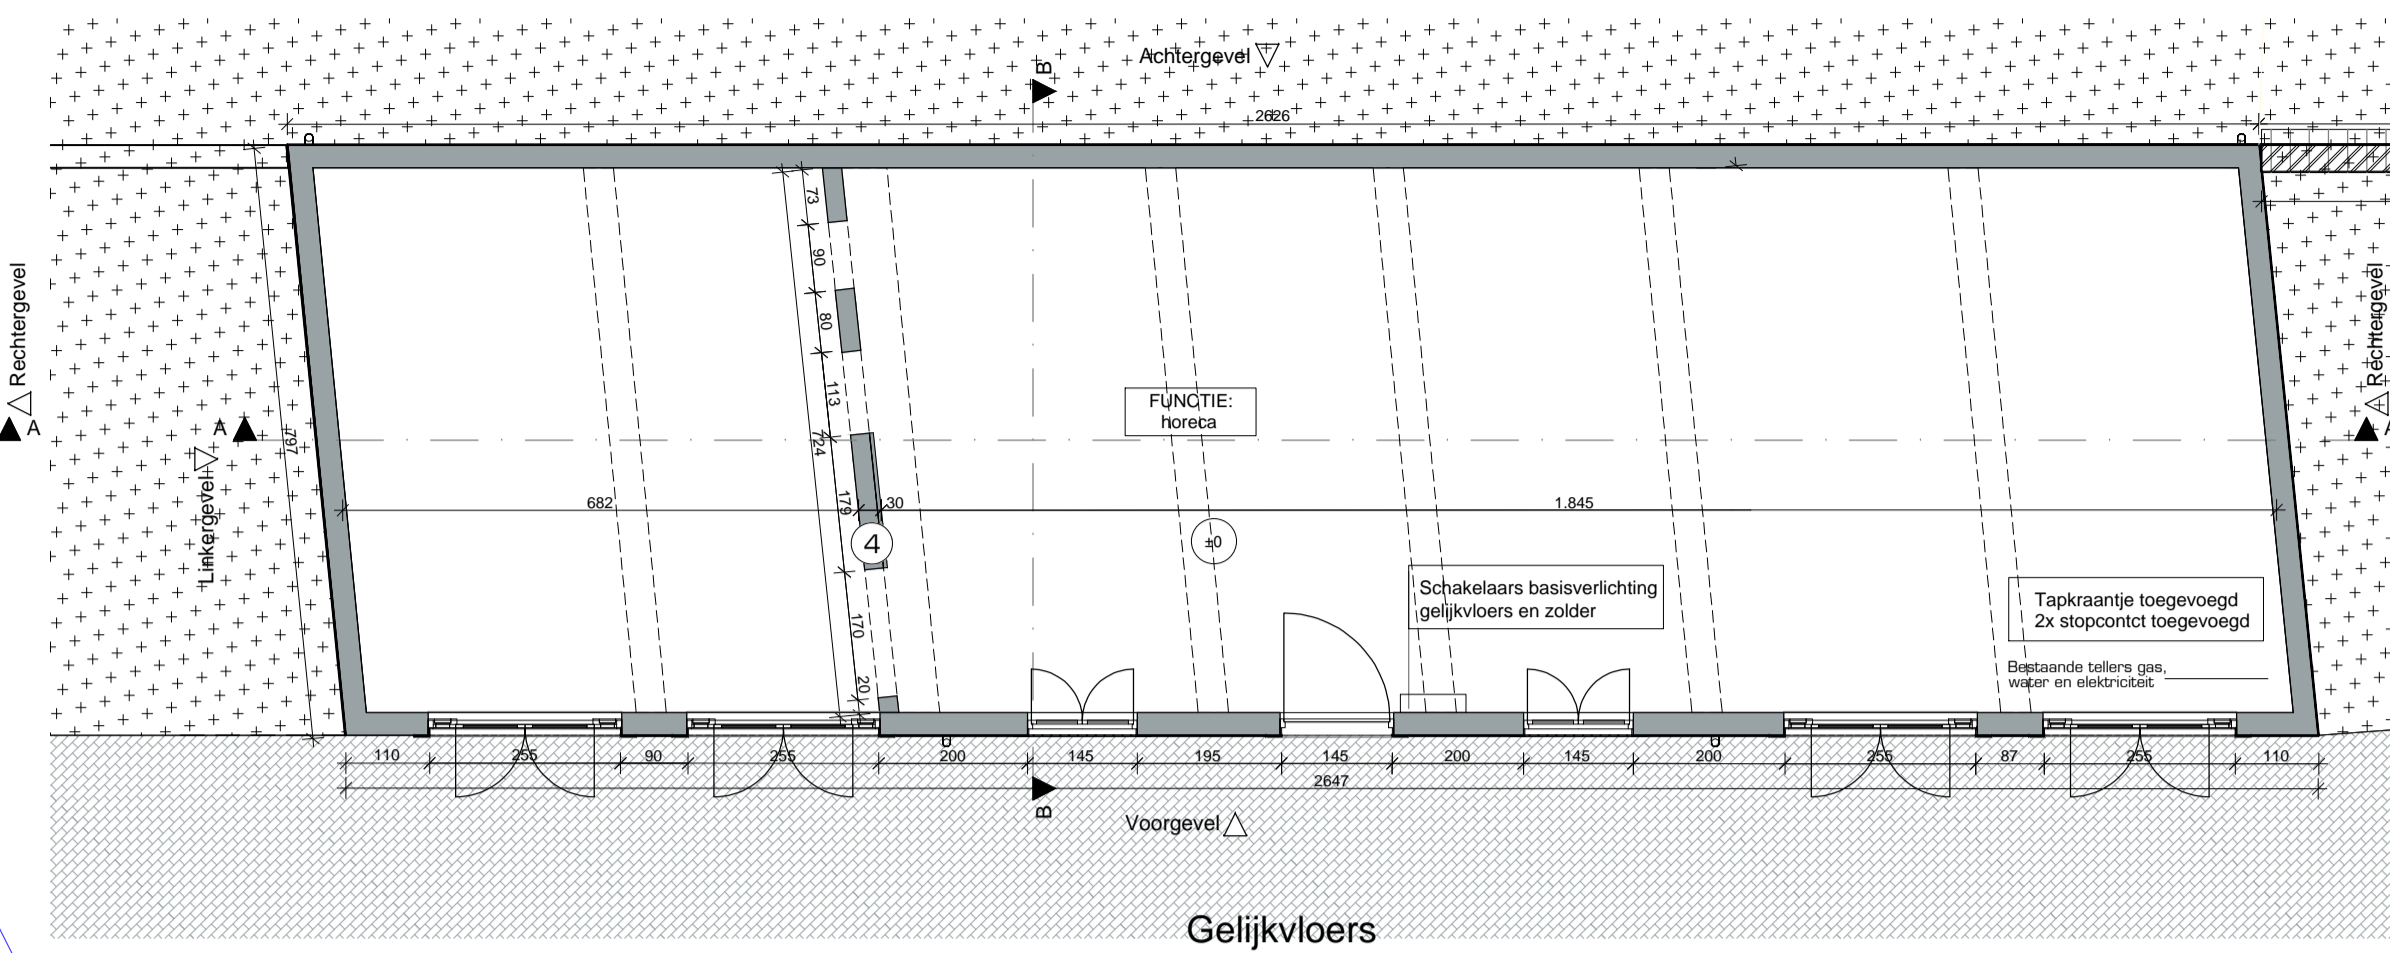 Achtergevel
B
2626
73
90
80
113
724
179
170
20
Rechtergevel
A
A
Linkergevel
797
Rechtergevel
A
FUNCTIE:
horeca
682
30
1.845
4
±0
Schakelaars basisverlichting
gelijkvloers en zolder
Tapkraantje toegevoegd
2x stopcontct toegevoegd
Bestaande tellers gas,
water en elektriciteit
110
255
90
255
200
145
195
145
200
145
200
255
87
255
110
2647
B
Voorgevel
Gelijkvloers